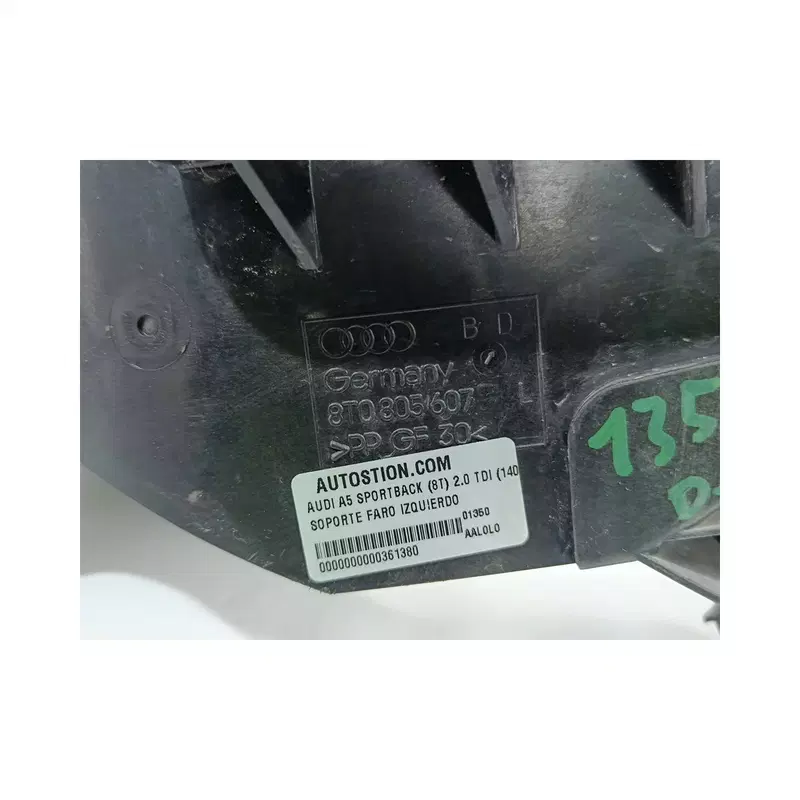 B D
Germany
8T0 805 607 L
>PP GF 30<
AUTOSTION.COM
AUDI A5 SPORTBACK (8T) 2.0 TDI (140
SOPORTE FARO IZQUIERDO
01350
AALOLO
0000000000361380
135